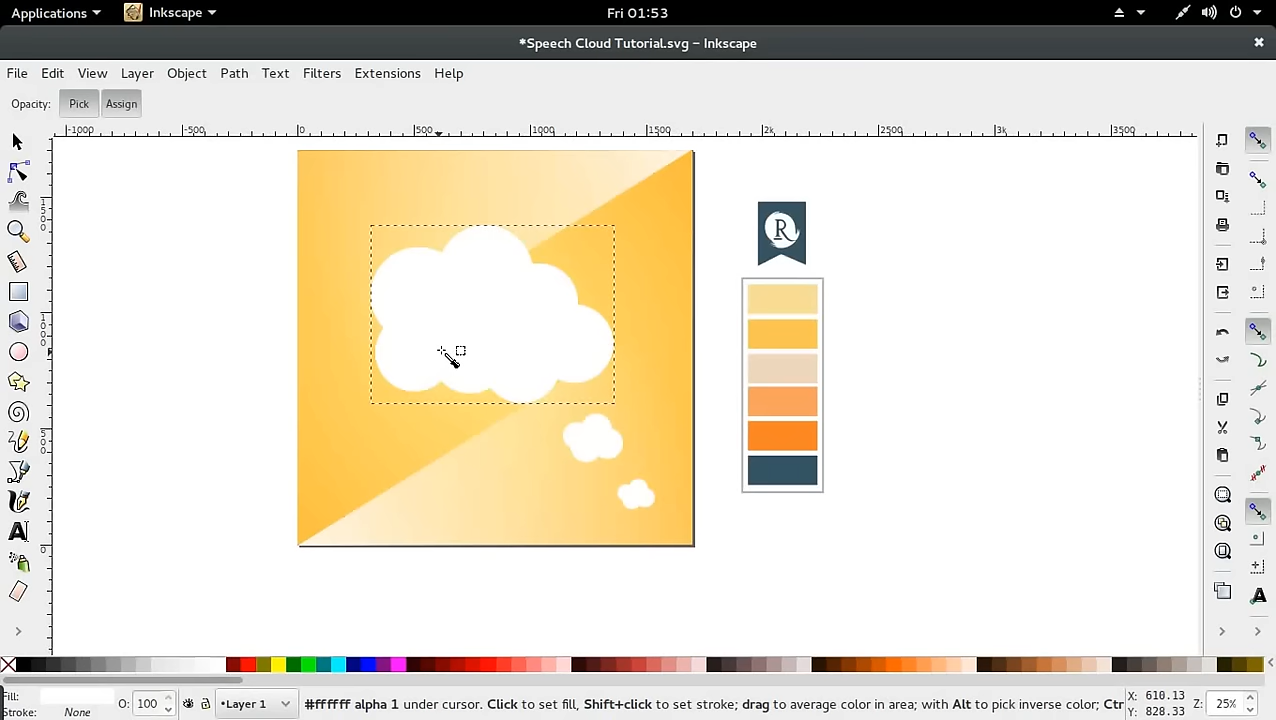 Applications Inkscape Fri 01:53
*Speech Cloud Tutorial.svg – Inkscape
File Edit View Layer Object Path Text Filters Extensions Help
Opacity: Pick Assign
-1000 -500 0 500 1000 1500 2k 2500 3k 3500
R
A A
Fill: O: 100 •Layer 1 #ffffff alpha 1 under cursor. Click to set fill, Shift+click to set stroke; drag to average color in area; with Alt to pick inverse color; Ctr X: 610.13 Z: 25%
Stroke: None Y: 828.33